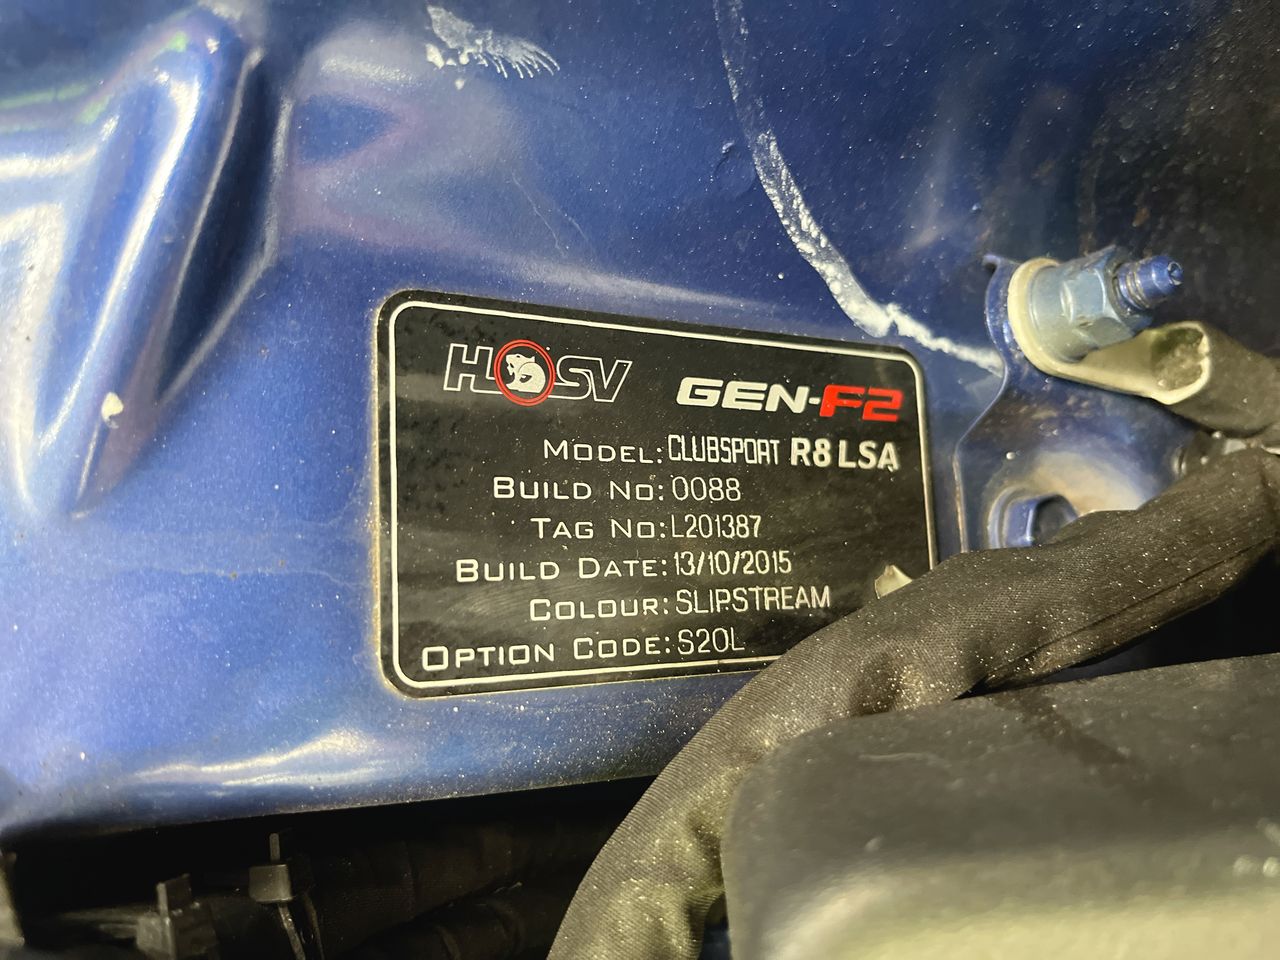 HSV GEN-F2
MODEL: CLUBSPORT R8 LSA
BUILD NO: 0088
TAG NO: L201387
BUILD DATE: 13/10/2015
COLOUR: SLIPSTREAM
OPTION CODE: S20L